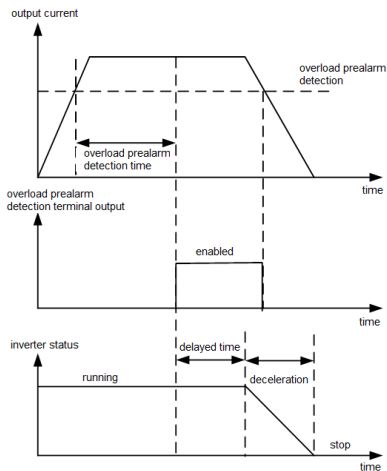 output current
overload prealarm
detection
overload prealarm
detection time
time
overload prealarm
detection terminal output
enabled
time
inverter status
delayed time
running
deceleration
stop
time